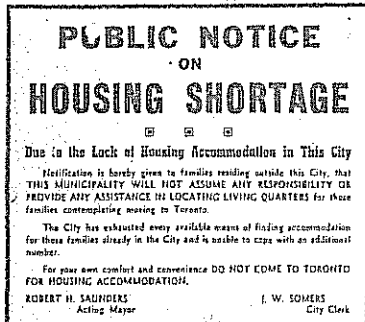 PUBLIC NOTICE
ON
HOUSING SHORTAGE
Due to the Lack of Housing Accommodation in This City
Notification is hereby given to families residing outside this City, that
THIS MUNICIPALITY WILL NOT ASSUME ANY RESPONSIBILITY OR
PROVIDE ANY ASSISTANCE IN LOCATING LIVING QUARTERS for those
families contemplating moving to Toronto.
The City has exhausted every available means of finding accommodation
for those families already in the City and is unable to cope with an additional
number.
For your own comfort and convenience DO NOT COME TO TORONTO
FOR HOUSING ACCOMMODATION.
ROBERT H. SAUNDERS
Acting Mayor
J. W. SOMERS
City Clerk